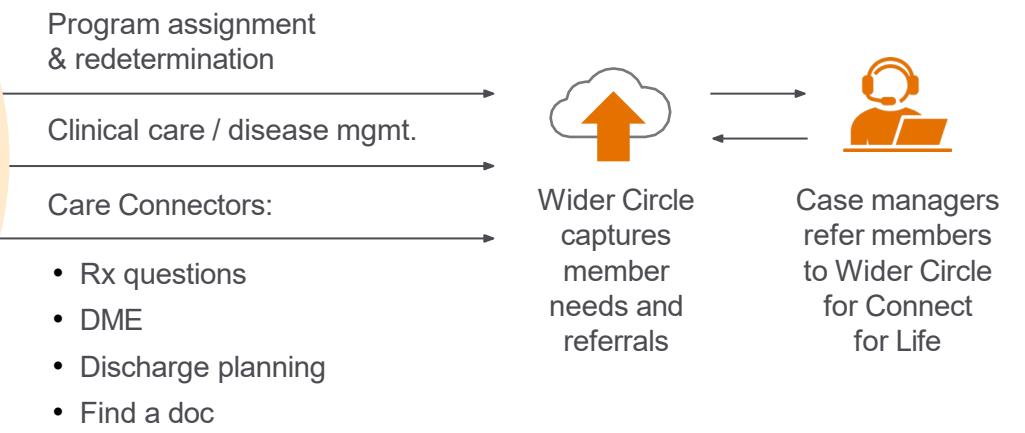 Program assignment
& redetermination
Clinical care / disease mgmt.
Care Connectors:
• Rx questions
• DME
• Discharge planning
• Find a doc
Wider Circle
captures
member
needs and
referrals
Case managers
refer members
to Wider Circle
for Connect
for Life